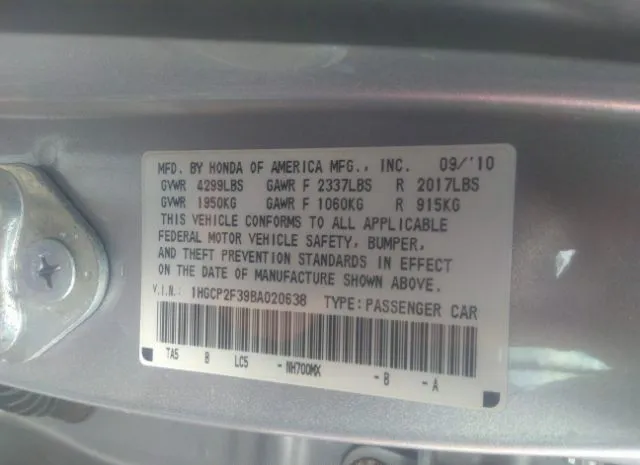 MFD. BY HONDA OF AMERICA MFG., INC. 09/'10
GVWR 4299LBS GAWR F 2337LBS R 2017LBS
GVWR 1950KG GAWR F 1060KG R 915KG
THIS VEHICLE CONFORMS TO ALL APPLICABLE
FEDERAL MOTOR VEHICLE SAFETY, BUMPER,
AND THEFT PREVENTION STANDARDS IN EFFECT
ON THE DATE OF MANUFACTURE SHOWN ABOVE.
V.I.N.: 1HGCP2F39BA020638 TYPE: PASSENGER CAR
TA5 B LC5 -NH700MX -B -A